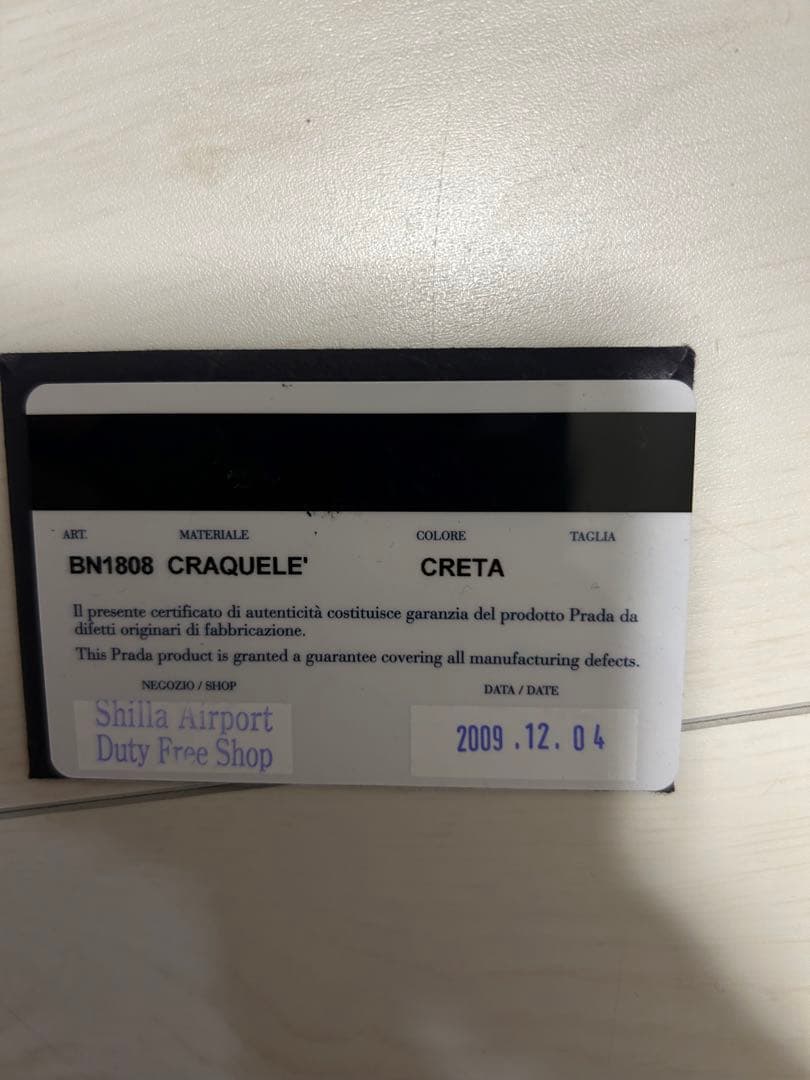 ART. MATERIALE COLORE TAGLIA
BN1808 CRAQUELE' CRETA
Il presente certificato di autenticità costituisce garanzia del prodotto Prada da
difetti originari di fabbricazione.
This Prada product is granted a guarantee covering all manufacturing defects.
NEGOZIO / SHOP DATA / DATE
Shilla Airport
Duty Free Shop
2009 .12. 04